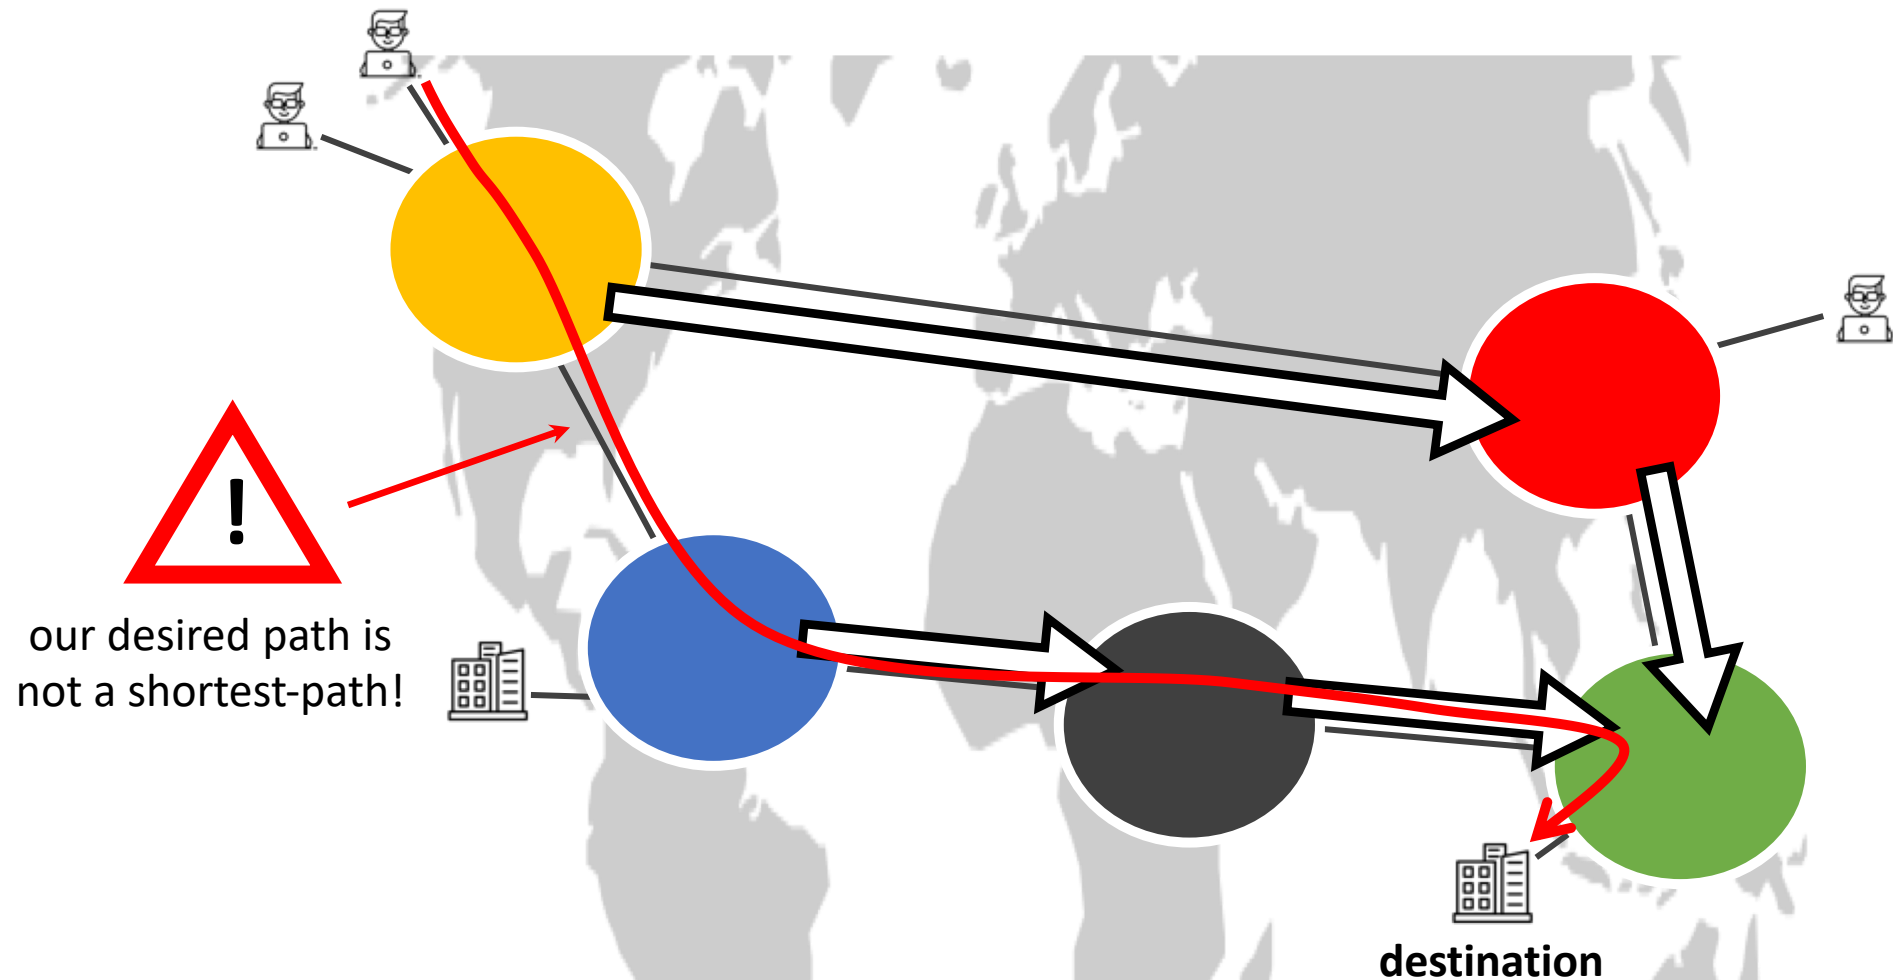 !
our desired path is
not a shortest-path!
destination